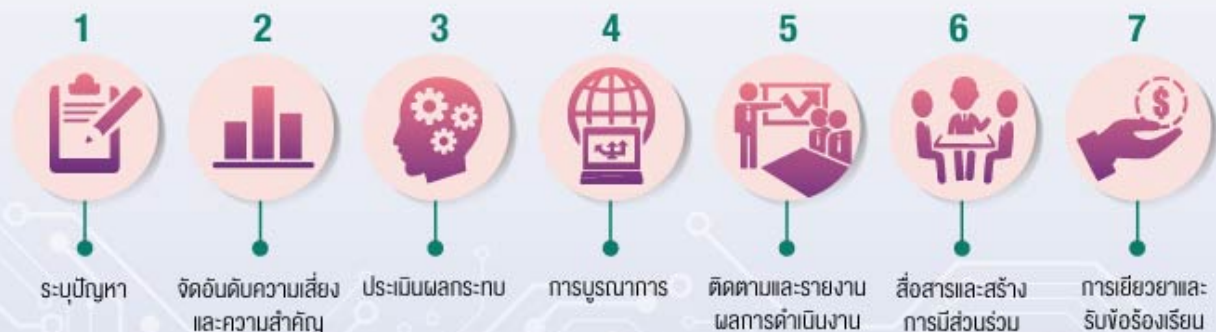 1 2 3 4 5 6 7
$
ระบุปัญหา
จัดอันดับความเสี่ยง
และความสำคัญ
ประเมินผลกระทบ
การบูรณาการ
ติดตามและรายงาน
ผลการดำเนินงาน
สื่อสารและสร้าง
การมีส่วนร่วม
การเยียวยาและ
รับข้อร้องเรียน